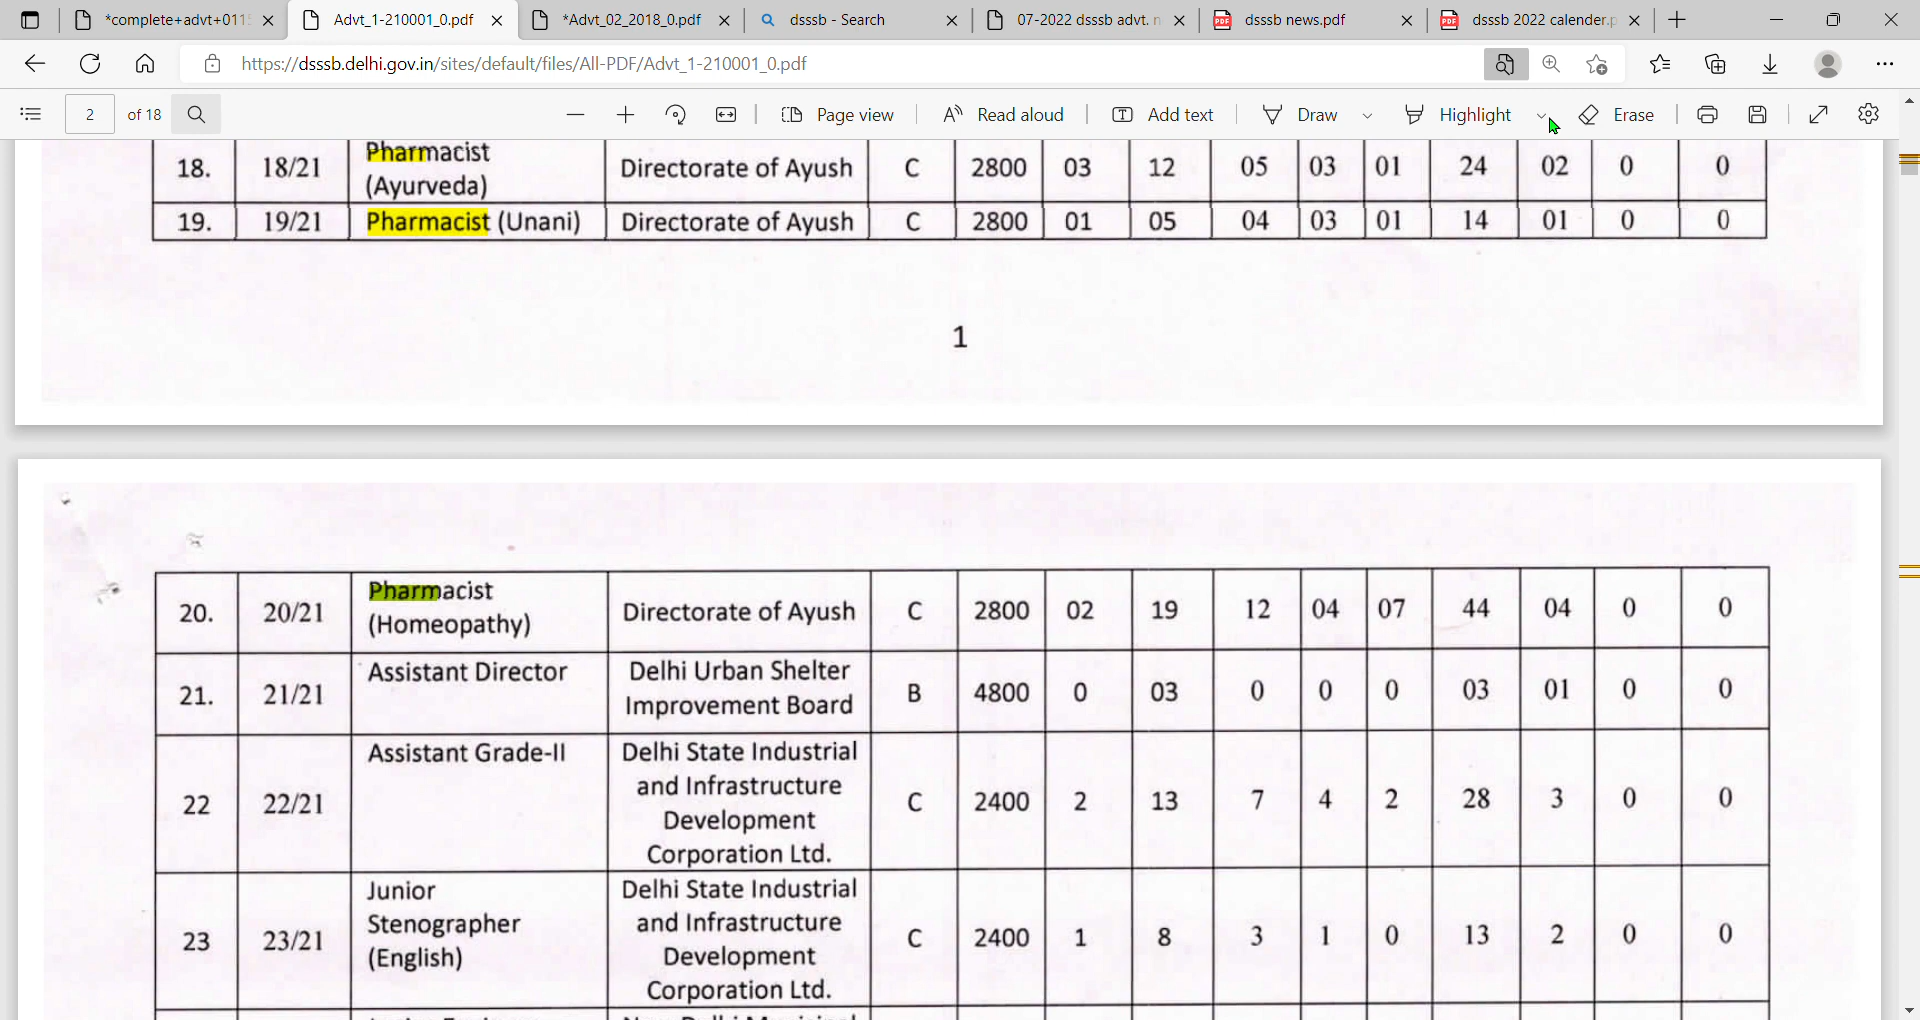 *complete+advt+011
Advt_1-210001_0.pdf
*Advt_02_2018_0.pdf
dsssb - Search
07-2022 dsssb advt. n
dsssb news.pdf
dsssb 2022 calender.p
https://dsssb.delhi.gov.in/sites/default/files/All-PDF/Advt_1-210001_0.pdf
2 of 18
Page view
Read aloud
Add text
Draw
Highlight
Erase
18. 18/21 Pharmacist (Ayurveda) Directorate of Ayush C 2800 03 12 05 03 01 24 02 0 0
19. 19/21 Pharmacist (Unani) Directorate of Ayush C 2800 01 05 04 03 01 14 01 0 0
1
20. 20/21 Pharmacist (Homeopathy) Directorate of Ayush C 2800 02 19 12 04 07 44 04 0 0
21. 21/21 Assistant Director Delhi Urban Shelter Improvement Board B 4800 0 03 0 0 0 03 01 0 0
22 22/21 Assistant Grade-II Delhi State Industrial and Infrastructure Development Corporation Ltd. C 2400 2 13 7 4 2 28 3 0 0
23 23/21 Junior Stenographer (English) Delhi State Industrial and Infrastructure Development Corporation Ltd. C 2400 1 8 3 1 0 13 2 0 0